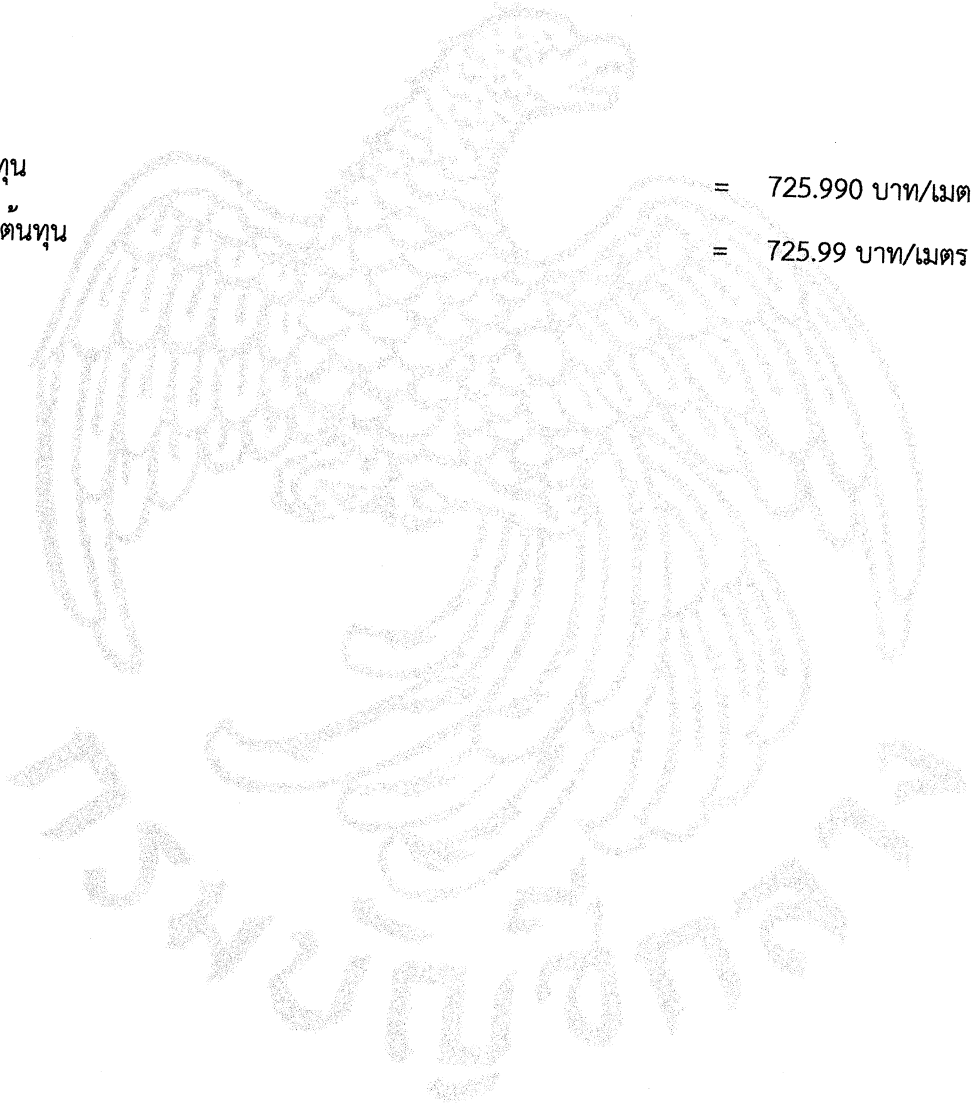 ทุน = 725.990 บาท/เมต
ต้นทุน = 725.99 บาท/เมตร
กรมบัญชีกลาง